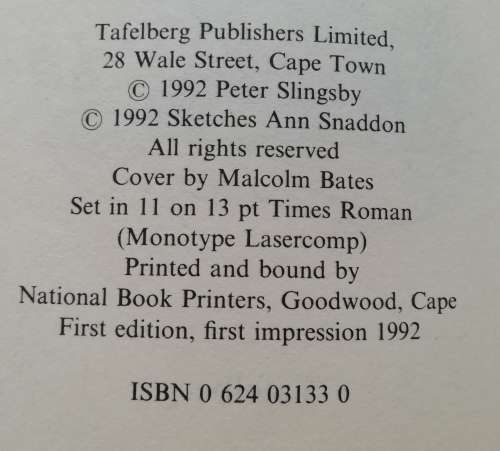 Tafelberg Publishers Limited,
28 Wale Street, Cape Town
© 1992 Peter Slingsby
© 1992 Sketches Ann Snaddon
All rights reserved
Cover by Malcolm Bates
Set in 11 on 13 pt Times Roman
(Monotype Lasercomp)
Printed and bound by
National Book Printers, Goodwood, Cape
First edition, first impression 1992
ISBN 0 624 03133 0